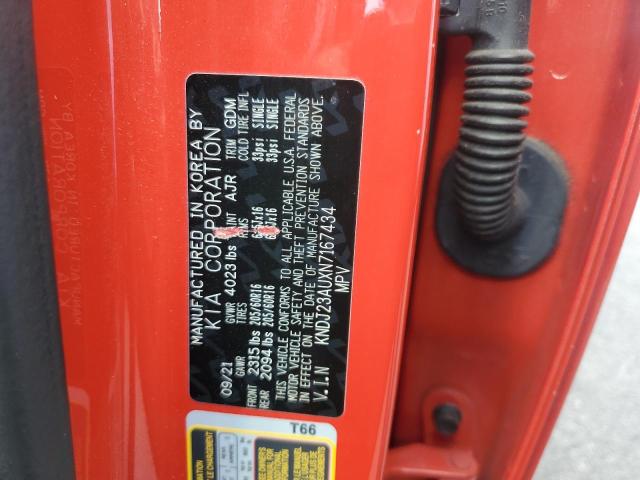 MANUFACTURED IN KOREA BY
KIA CORPORATION
09/21 GVWR 4023 lbs AJR TRIM GDM
GAWR TIRES COLD TIRE INFL
FRONT 2315 lbs 205/60R16 33psi SINGLE
REAR 2094 lbs 205/60R16 33psi SINGLE
THIS VEHICLE CONFORMS TO ALL APPLICABLE U.S.A. FEDERAL
MOTOR VEHICLE SAFETY AND THEFT PREVENTION STANDARDS
IN EFFECT ON THE DATE OF MANUFACTURE SHOWN ABOVE.
V.I.N KNDJ23AUXN7167434
MPV
T66